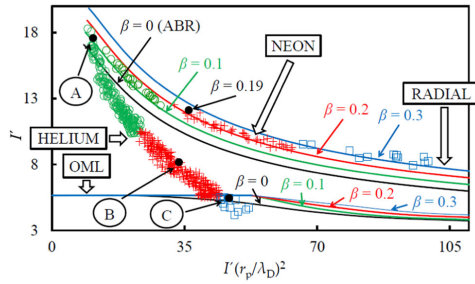 18
13
8
3
I′
A
HELIUM
OML
B
C
β = 0 (ABR)
β = 0.1
β = 0.19
NEON
β = 0.2
β = 0.3
RADIAL
β = 0
β = 0.1
β = 0.2
β = 0.3
0
35
70
105
I′(rp/λD)²